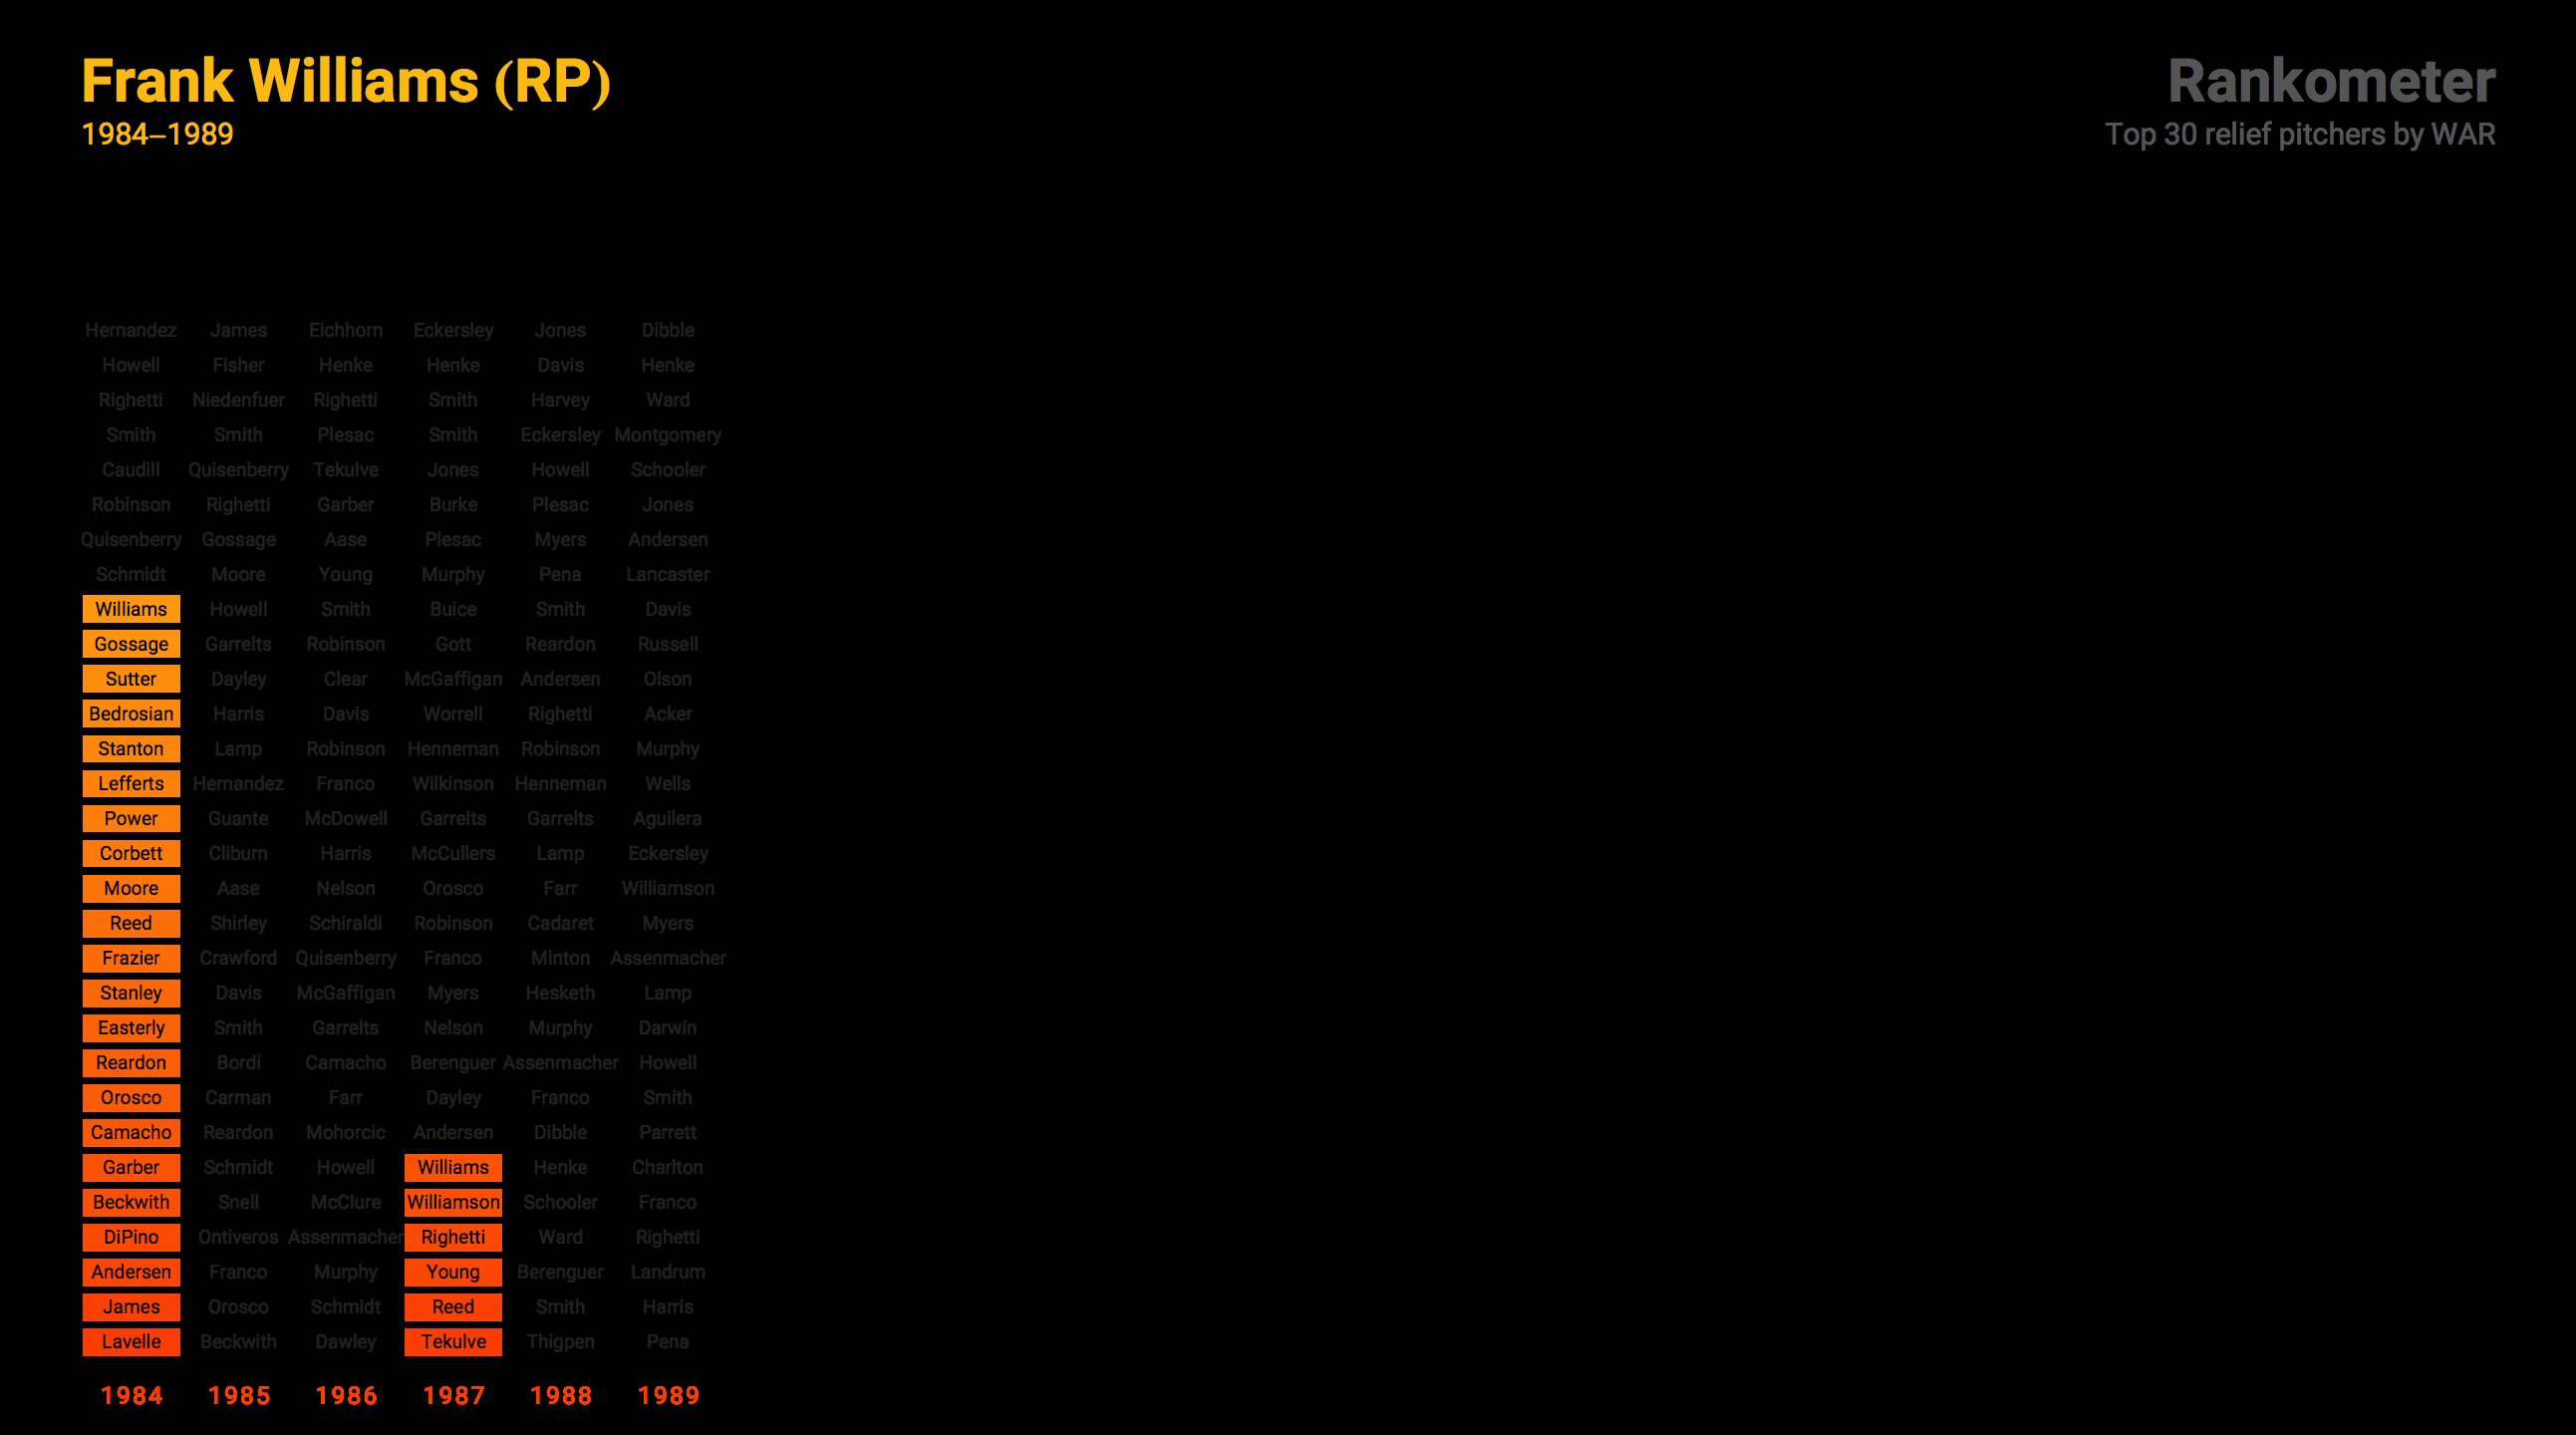 Frank Williams (RP)
1984–1989
Rankometer
Top 30 relief pitchers by WAR
Hernandez James Eichhorn Eckersley Jones Dibble
Howell Fisher Henke Henke Davis Henke
Righetti Niedenfuer Righetti Smith Harvey Ward
Smith Smith Plesac Smith Eckersley Montgomery
Caudill Quisenberry Tekulve Jones Howell Schooler
Robinson Righetti Garber Burke Plesac Jones
Quisenberry Gossage Aase Plesac Myers Andersen
Schmidt Moore Young Murphy Pena Lancaster
Williams Howell Smith Buice Smith Davis
Gossage Garrelts Robinson Gott Reardon Russell
Sutter Dayley Clear McGaffigan Andersen Olson
Bedrosian Harris Davis Worrell Righetti Acker
Stanton Lamp Robinson Henneman Robinson Murphy
Lefferts Hernandez Franco Wilkinson Henneman Wells
Power Guante McDowell Garrelts Garrelts Aguilera
Corbett Cliburn Harris McCullers Lamp Eckersley
Moore Aase Nelson Orosco Farr Williamson
Reed Shirley Schiraldi Robinson Cadaret Myers
Frazier Crawford Quisenberry Franco Minton Assenmacher
Stanley Davis McGaffigan Myers Hesketh Lamp
Easterly Smith Garrelts Nelson Murphy Darwin
Reardon Bordi Camacho Berenguer Assenmacher Howell
Orosco Carman Farr Dayley Franco Smith
Camacho Reardon Mohorcic Andersen Dibble Parrett
Garber Schmidt Howell Williams Henke Charlton
Beckwith Snell McClure Williamson Schooler Franco
DiPino Ontiveros Assenmacher Righetti Ward Righetti
Andersen Franco Murphy Young Berenguer Landrum
James Orosco Schmidt Reed Smith Harris
Lavelle Beckwith Dawley Tekulve Thigpen Pena
1984 1985 1986 1987 1988 1989